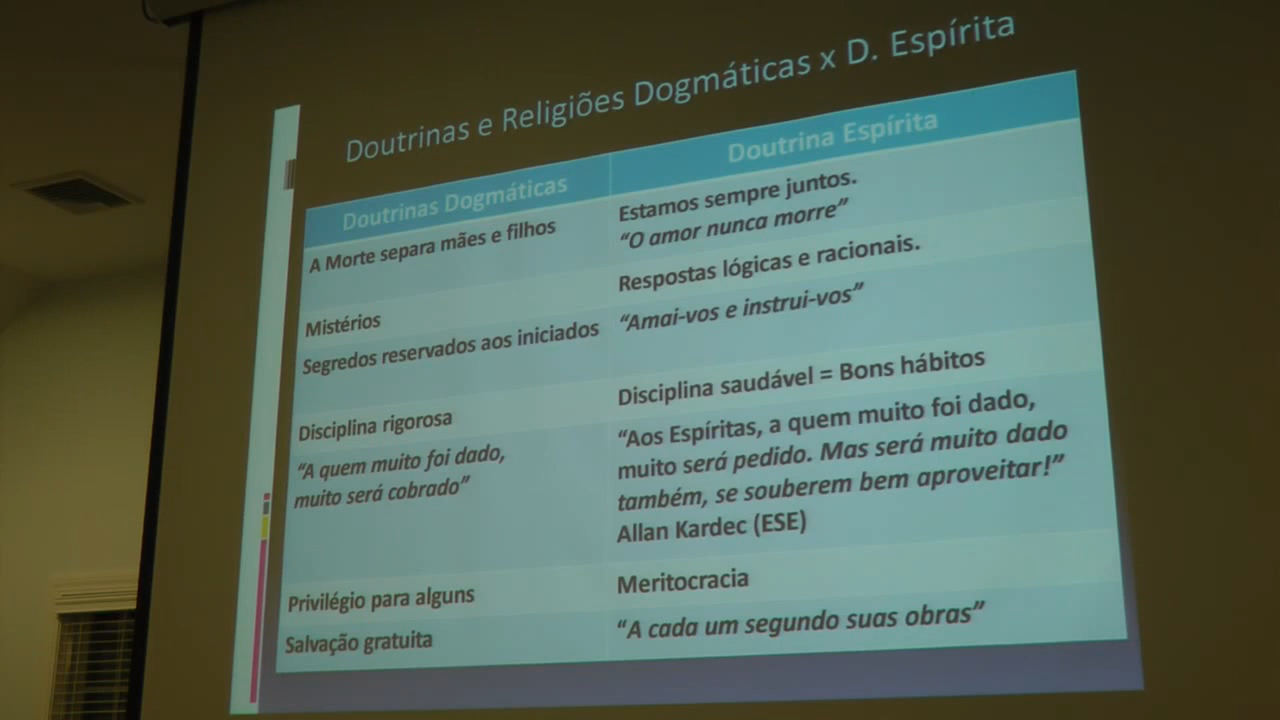 Doutrinas e Religiões Dogmáticas x D. Espírita
Doutrinas Dogmáticas
Doutrina Espírita
A Morte separa mães e filhos
Estamos sempre juntos.
“O amor nunca morre”
Mistérios
Respostas lógicas e racionais.
Segredos reservados aos iniciados
“Amai-vos e instrui-vos”
Disciplina rigorosa
Disciplina saudável = Bons hábitos
“A quem muito foi dado,
muito será cobrado”
“Aos Espíritas, a quem muito foi dado,
muito será pedido. Mas será muito dado
também, se souberem bem aproveitar!”
Allan Kardec (ESE)
Privilégio para alguns
Meritocracia
Salvação gratuita
“A cada um segundo suas obras”